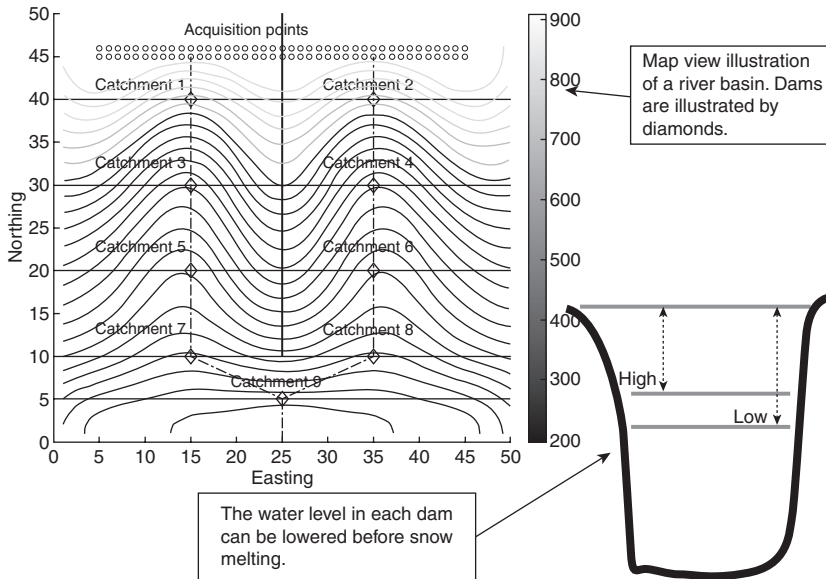 Acquisition points
50
45
40
35
30
25
20
15
10
5
0
Northing
Catchment 1
Catchment 2
Catchment 3
Catchment 4
Catchment 5
Catchment 6
Catchment 7
Catchment 8
Catchment 9
0 5 10 15 20 25 30 35 40 45 50
Easting
900
800
700
600
500
400
300
200
Map view illustration
of a river basin. Dams
are illustrated by
diamonds.
High
Low
The water level in each dam
can be lowered before snow
melting.